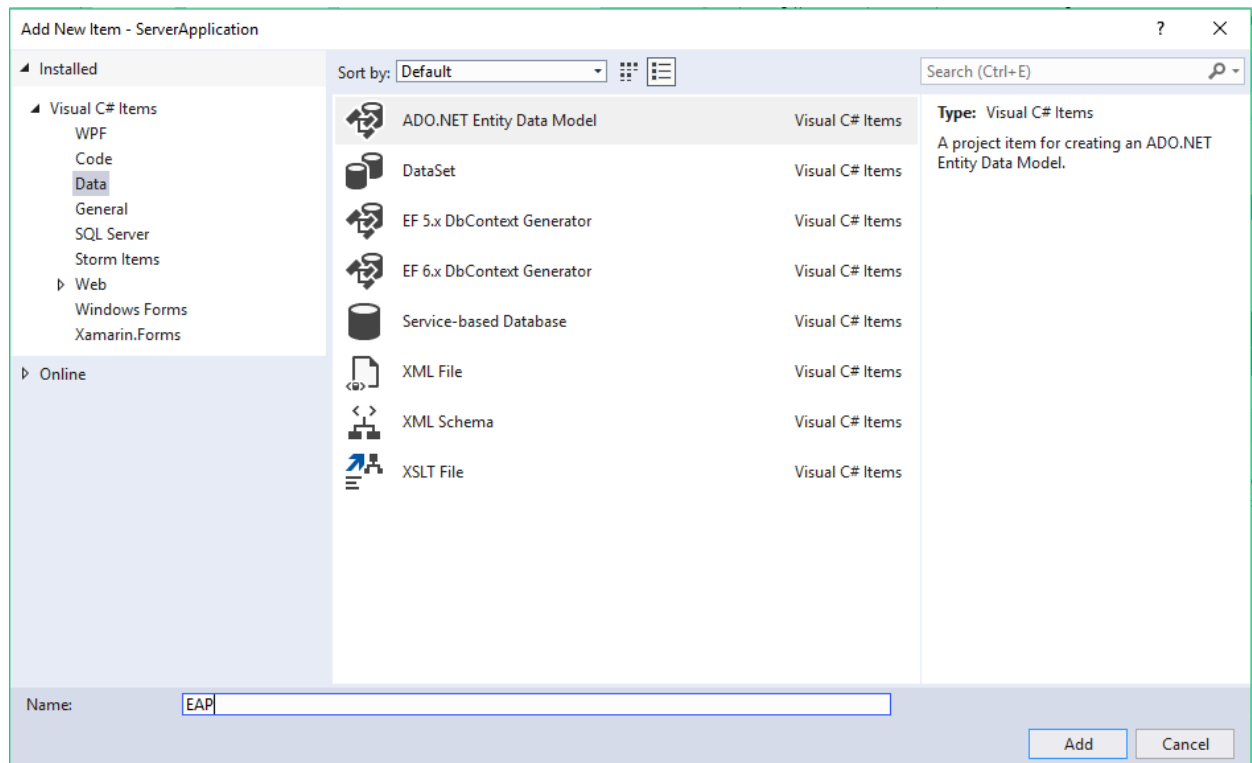 Add New Item - ServerApplication
?
Installed
Sort by: Default
Search (Ctrl+E)
Visual C# Items
WPF
Code
Data
General
SQL Server
Storm Items
Web
Windows Forms
Xamarin.Forms
Online
ADO.NET Entity Data Model Visual C# Items
DataSet Visual C# Items
EF 5.x DbContext Generator Visual C# Items
EF 6.x DbContext Generator Visual C# Items
Service-based Database Visual C# Items
XML File Visual C# Items
XML Schema Visual C# Items
XSLT File Visual C# Items
Type: Visual C# Items
A project item for creating an ADO.NET
Entity Data Model.
Name: EAP
Add Cancel